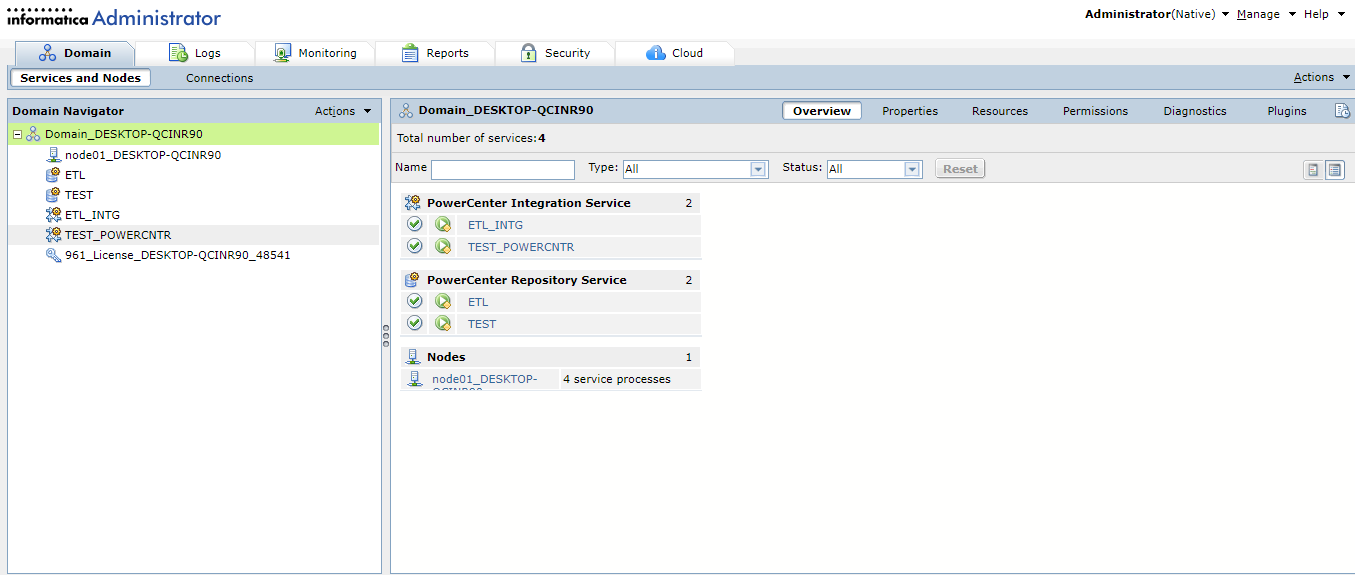 informatica Administrator
Administrator(Native) Manage Help
Domain Logs Monitoring Reports Security Cloud
Services and Nodes Connections Actions
Domain Navigator Actions
Domain_DESKTOP-QCINR90
node01_DESKTOP-QCINR90
ETL
TEST
ETL_INTG
TEST_POWERCNTR
961_License_DESKTOP-QCINR90_48541
Domain_DESKTOP-QCINR90 Overview Properties Resources Permissions Diagnostics Plugins
Total number of services:4
Name Type: All Status: All Reset
PowerCenter Integration Service 2
ETL_INTG
TEST_POWERCNTR
PowerCenter Repository Service 2
ETL
TEST
Nodes 1
node01_DESKTOP- 4 service processes
QCINR90